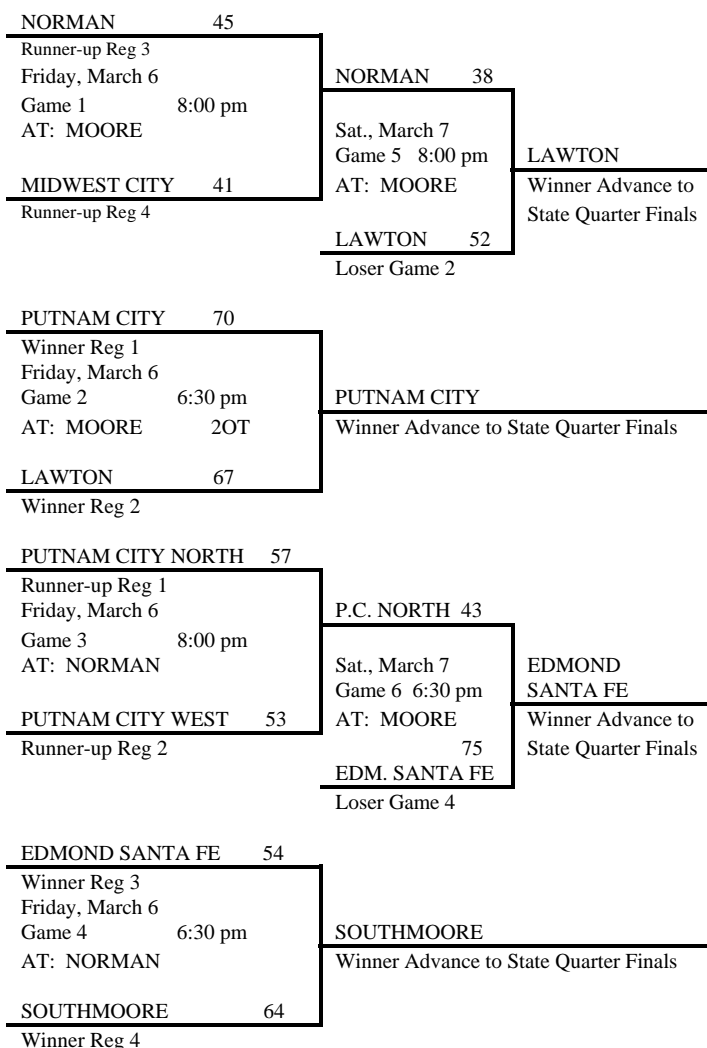 NORMAN 45
Runner-up Reg 3
Friday, March 6
Game 1 8:00 pm
AT: MOORE
MIDWEST CITY 41
Runner-up Reg 4
NORMAN 38
Sat., March 7
Game 5 8:00 pm
AT: MOORE
LAWTON 52
Loser Game 2
LAWTON
Winner Advance to
State Quarter Finals
PUTNAM CITY 70
Winner Reg 1
Friday, March 6
Game 2 6:30 pm
AT: MOORE 2OT
LAWTON 67
Winner Reg 2
PUTNAM CITY
Winner Advance to State Quarter Finals
PUTNAM CITY NORTH 57
Runner-up Reg 1
Friday, March 6
Game 3 8:00 pm
AT: NORMAN
PUTNAM CITY WEST 53
Runner-up Reg 2
P.C. NORTH 43
Sat., March 7
Game 6 6:30 pm
AT: MOORE
75
EDM. SANTA FE
Loser Game 4
EDMOND
SANTA FE
Winner Advance to
State Quarter Finals
EDMOND SANTA FE 54
Winner Reg 3
Friday, March 6
Game 4 6:30 pm
AT: NORMAN
SOUTHMOORE 64
Winner Reg 4
SOUTHMOORE
Winner Advance to State Quarter Finals